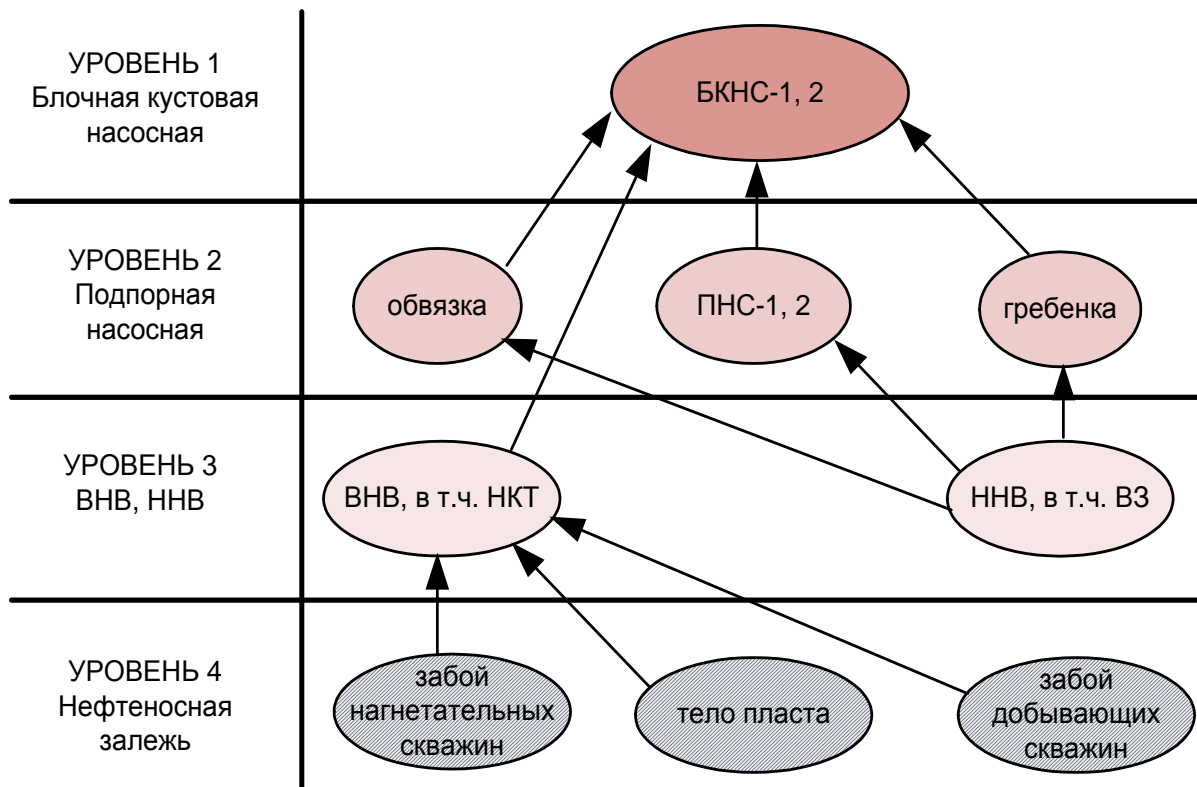 УРОВЕНЬ 1
Блочная кустовая
насосная
БКНС-1, 2
УРОВЕНЬ 2
Подпорная
насосная
обвязка
ПНС-1, 2
гребенка
УРОВЕНЬ 3
ВНВ, ННВ
ВНВ, в т.ч. НКТ
ННВ, в т.ч. ВЗ
УРОВЕНЬ 4
Нефтеносная
залежь
забой
нагнетательных
скважин
тело пласта
забой
добывающих
скважин